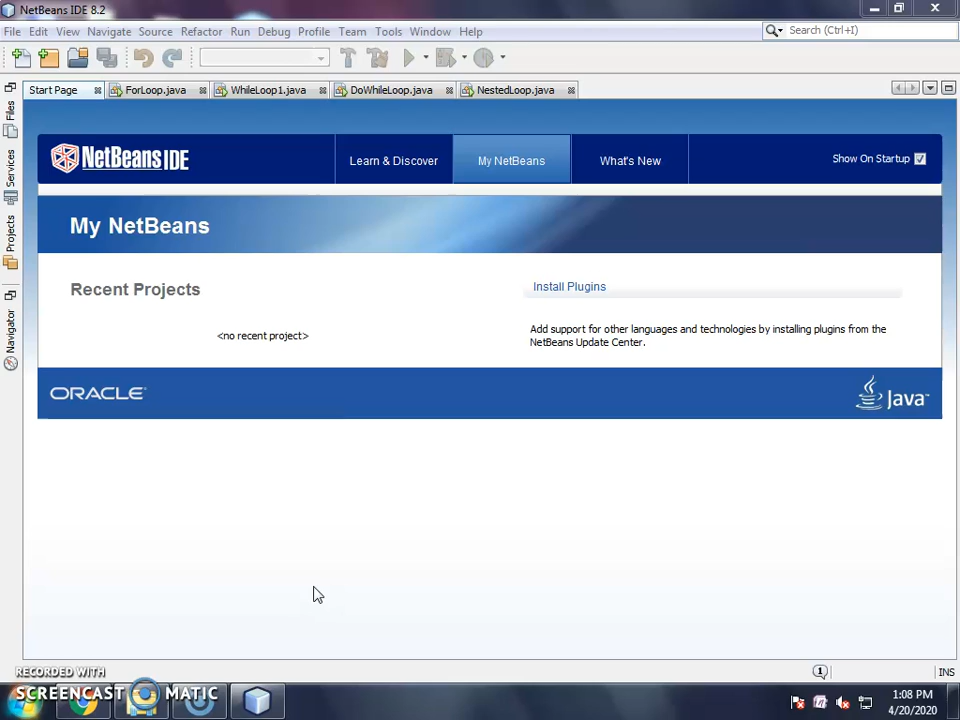 NetBeans IDE 8.2
File Edit View Navigate Source Refactor Run Debug Profile Team Tools Window Help
Search (Ctrl+I)
Start Page ForLoop.java WhileLoop1.java DoWhileLoop.java NestedLoop.java
Files
Services
Projects
Navigator
NetBeans IDE
Learn & Discover My NetBeans What's New
Show On Startup
My NetBeans
Recent Projects
<no recent project>
Install Plugins
Add support for other languages and technologies by installing plugins from the
NetBeans Update Center.
ORACLE
Java
1
INS
RECORDED WITH
SCREENCAST MATIC
1:08 PM
4/20/2020